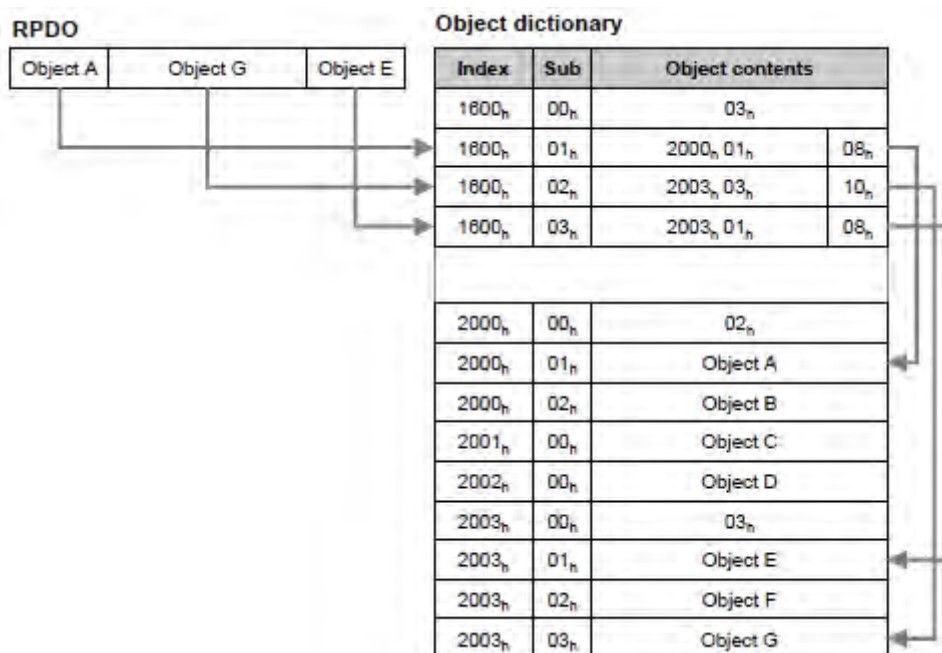 RPDO
Object A Object G Object E
Object dictionary
Index Sub Object contents
1600h 00h 03h
1600h 01h 2000h 01h 08h
1600h 02h 2003h 03h 10h
1600h 03h 2003h 01h 08h
2000h 00h 02h
2000h 01h Object A
2000h 02h Object B
2001h 00h Object C
2002h 00h Object D
2003h 00h 03h
2003h 01h Object E
2003h 02h Object F
2003h 03h Object G